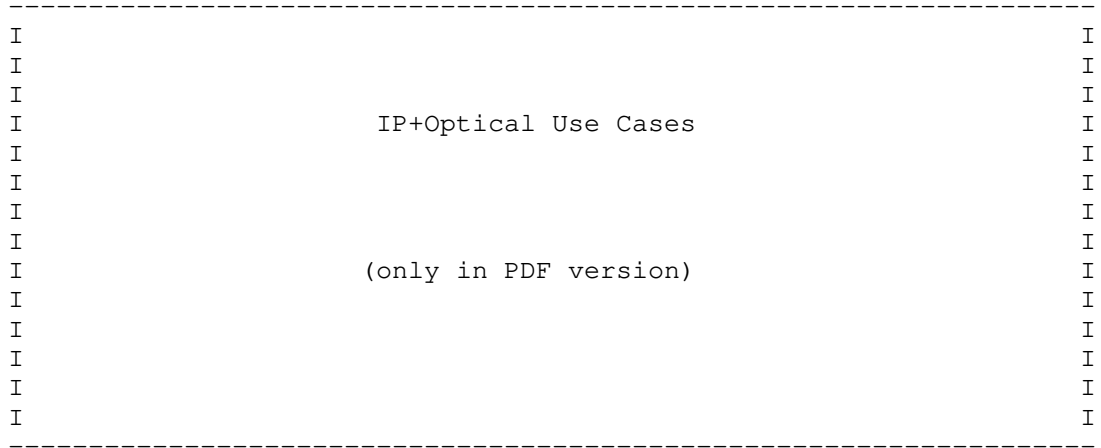 --------------------------------------------------------------------
I                                                                  I
I                                                                  I
I                                                                  I
I                      IP+Optical Use Cases                        I
I                                                                  I
I                                                                  I
I                                                                  I
I                                                                  I
I                     (only in PDF version)                        I
I                                                                  I
I                                                                  I
I                                                                  I
I                                                                  I
I                                                                  I
--------------------------------------------------------------------